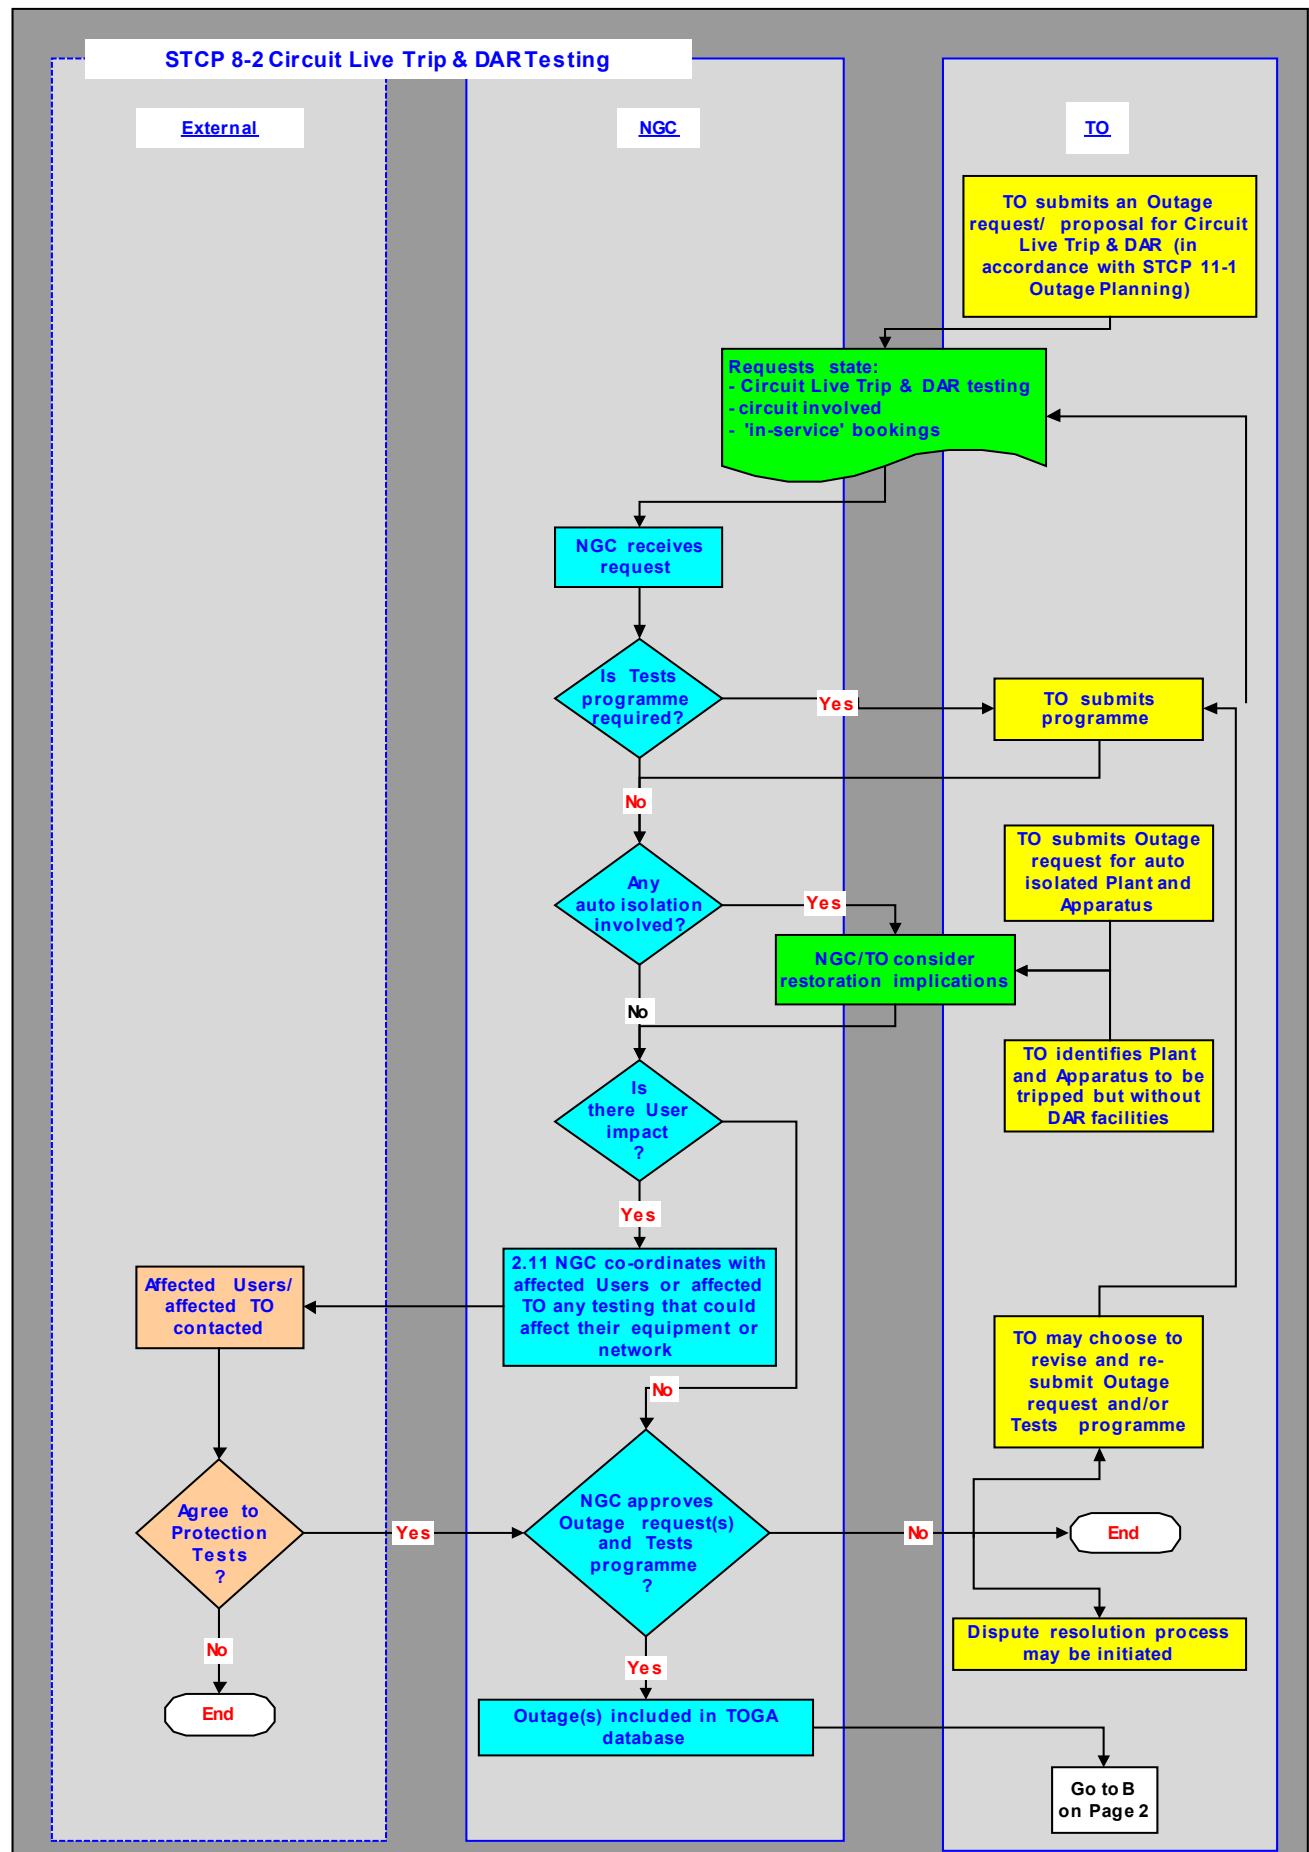 STCP 8-2 Circuit Live Trip & DAR Testing
External
NGC
TO
TO submits an Outage
request/ proposal for Circuit
Live Trip & DAR (in
accordance with STCP 11-1
Outage Planning)
Requests state:
- Circuit Live Trip & DAR testing
- circuit involved
- 'in-service' bookings
NGC receives
request
Is Tests
programme
required?
Yes
TO submits
programme
No
Any
auto isolation
involved?
Yes
TO submits Outage
request for auto
isolated Plant and
Apparatus
NGC/TO consider
restoration implications
No
TO identifies Plant
and Apparatus to be
tripped but without
DAR facilities
Is
there User
impact
?
Yes
2.11 NGC co-ordinates with
affected Users or affected
TO any testing that could
affect their equipment or
network
Affected Users/
affected TO
contacted
No
TO may choose to
revise and re-
submit Outage
request and/or
Tests programme
Agree to
Protection
Tests
?
Yes
NGC approves
Outage request(s)
and Tests
programme
?
No
End
Dispute resolution process
may be initiated
No
End
Yes
Outage(s) included in TOGA
database
Go to B
on Page 2